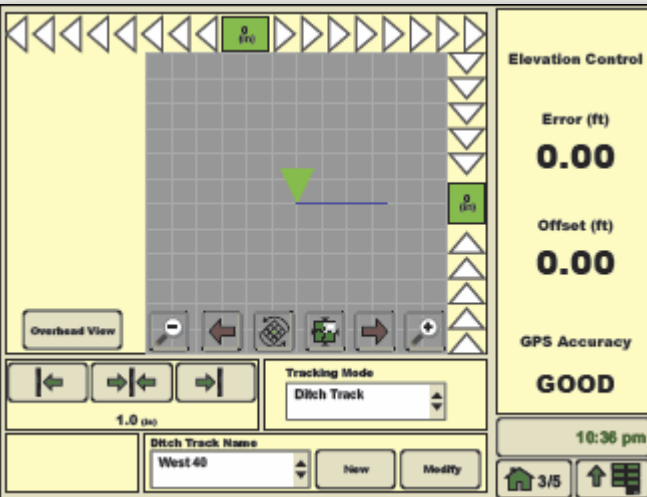 0
(in)
Elevation Control
Error (ft)
0.00
0
(in)
Offset (ft)
0.00
Overhead View
GPS Accuracy
GOOD
Tracking Mode
Ditch Track
1.0 (in)
10:36 pm
Ditch Track Name
West 40
New
Modify
3/5